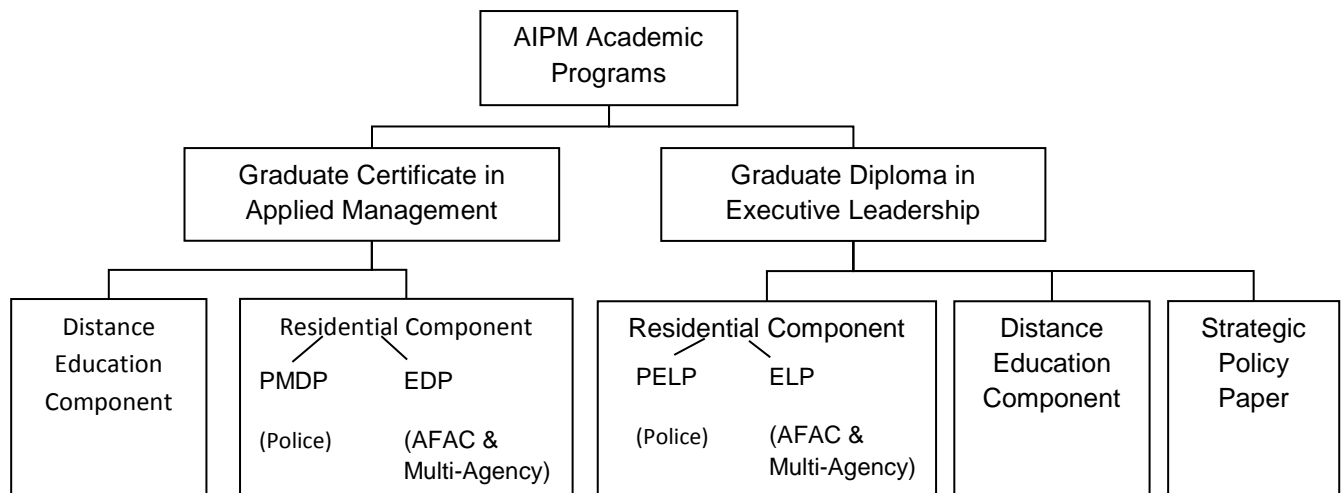 AIPM Academic
Programs
Graduate Certificate in
Applied Management
Graduate Diploma in
Executive Leadership
Distance
Education
Component
Residential Component
PMDP EDP
(Police) (AFAC &
Multi-Agency)
Residential Component
PELP ELP
(Police) (AFAC &
Multi-Agency)
Distance
Education
Component
Strategic
Policy
Paper